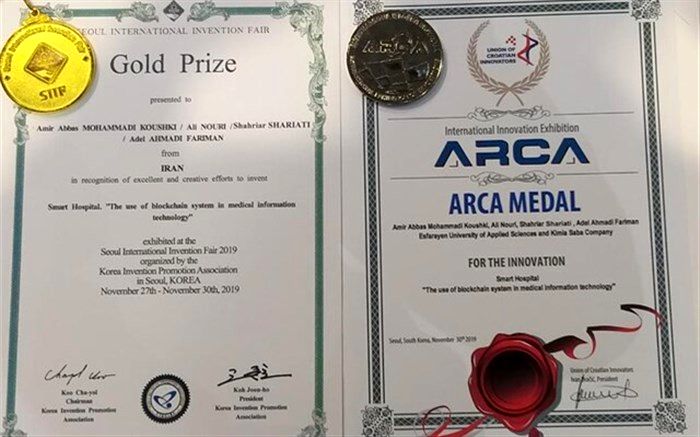 SIIF
SEOUL INTERNATIONAL INVENTION FAIR
Gold Prize
presented to
Amir Abbas MOHAMMADI KOUSHKI / Ali NOURI /Shahriar SHARIATI
/ Adel AHMADI FARIMAN
from
IRAN
in recognition of excellent and creative efforts to invent
Smart Hospital. "The use of blockchain system in medical information
technology"
exhibited at the
Seoul International Invention Fair 2019
organized by the
Korea Invention Promotion Association
in Seoul, KOREA
November 27th - November 30th, 2019
Koo Cha-yol
Chairman
Korea Invention Promotion
Association
Koh Joon-ho
President
Korea Invention Promotion
Association
ARCA
UNION OF
CROATIAN
INNOVATORS
International Innovation Exhibition
ARCA
ARCA MEDAL
Amir Abbas Mohammadi Koushki, Ali Nouri, Shahriar Shariati , Adel Ahmadi Fariman
Esfarayen University of Applied Sciences and Kimia Saba Company
FOR THE INNOVATION
Smart Hospital
"The use of blockchain system in medical information technology"
Seoul, South Korea, November 30th 2019
Union of Croatian Innovators
Ivan Bračić, President